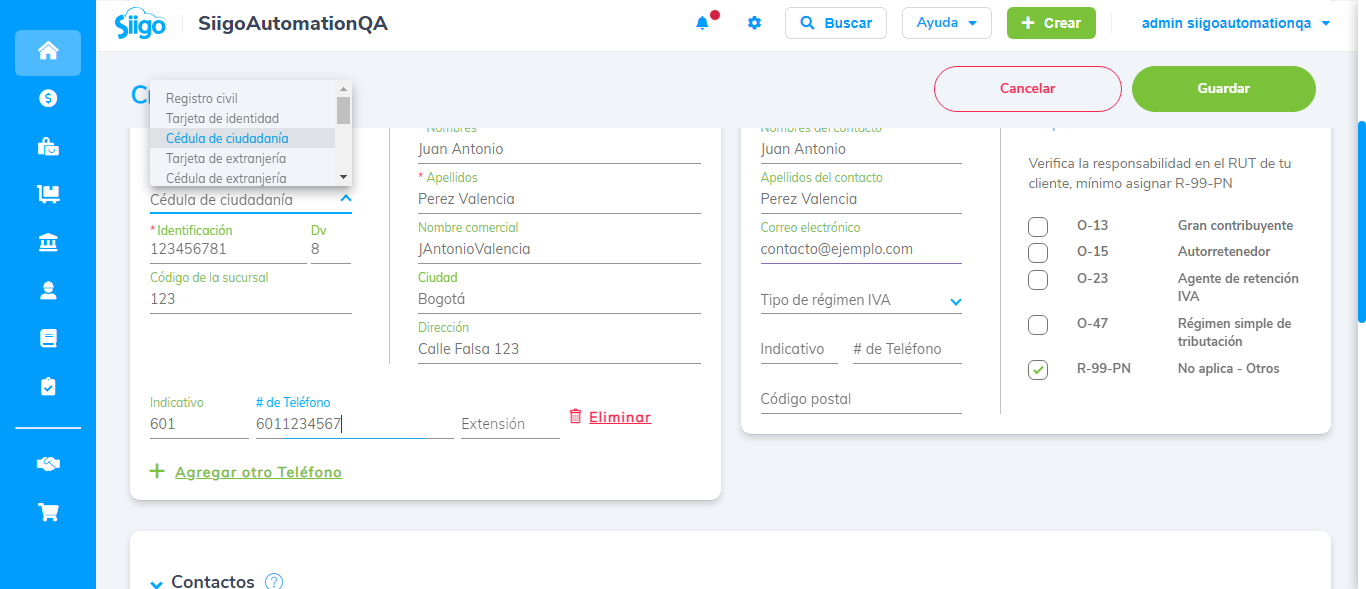 Siigo
SiigoAutomationQA
Buscar
Ayuda
Crear
admin siigoautomationqa
C
Cancelar
Guardar
Registro civil
Tarjeta de identidad
Cédula de ciudadanía
Tarjeta de extranjería
Cédula de extranjería
Cédula de ciudadanía
*Identificación
Dv
123456781
8
Código de la sucursal
123
Nombres
Juan Antonio
* Apellidos
Perez Valencia
Nombre comercial
JAntonioValencia
Ciudad
Bogotá
Dirección
Calle Falsa 123
Indicativo
# de Teléfono
601
6011234567
Extensión
Eliminar
Agregar otro Teléfono
Nombres del contacto
Juan Antonio
Apellidos del contacto
Perez Valencia
Correo electrónico
contacto@ejemplo.com
Tipo de régimen IVA
Indicativo
# de Teléfono
Código postal
Verifica la responsabilidad en el RUT de tu
cliente, mínimo asignar R-99-PN
O-13 Gran contribuyente
O-15 Autorretenedor
O-23 Agente de retención
IVA
O-47 Régimen simple de
tributación
R-99-PN No aplica - Otros
Contactos ?